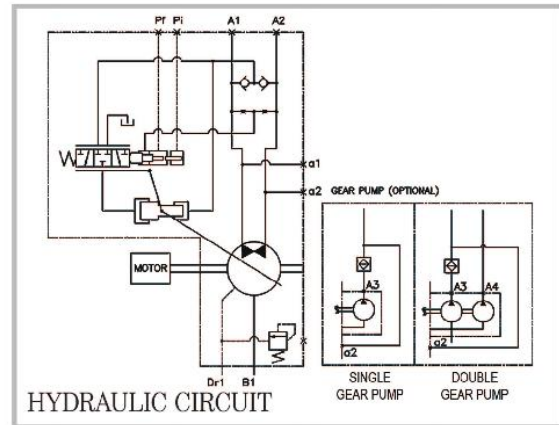 Pf Pi A1 A2
a1
a2 GEAR PUMP (OPTIONAL)
MOTOR
A3
A3 A4
a2
a2
Dr1 B1
SINGLE
GEAR PUMP
DOUBLE
GEAR PUMP
HYDRAULIC CIRCUIT